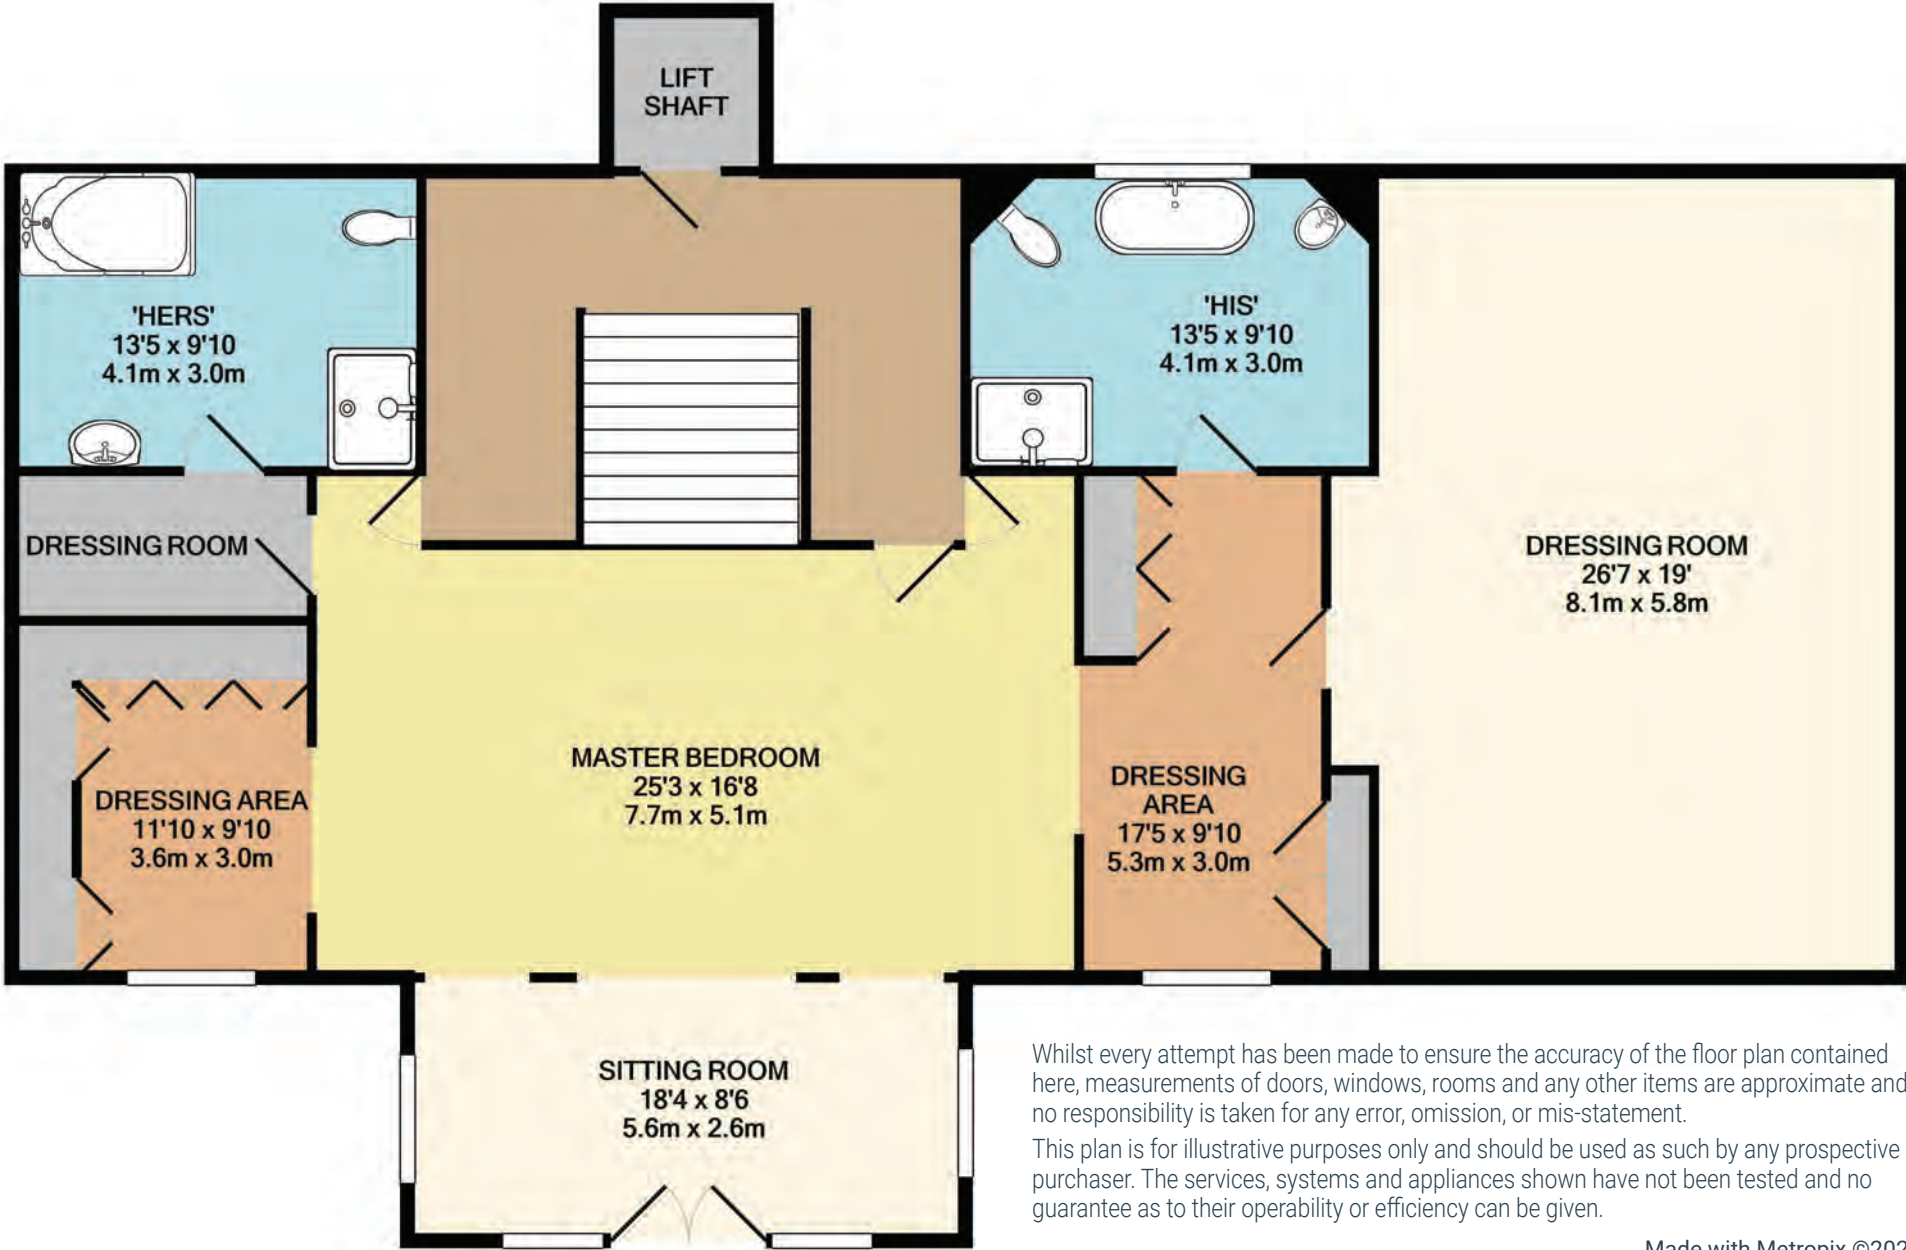 LIFT
SHAFT
'HERS'
13'5 x 9'10
4.1m x 3.0m
'HIS'
13'5 x 9'10
4.1m x 3.0m
DRESSING ROOM
DRESSING ROOM
26'7 x 19'
8.1m x 5.8m
MASTER BEDROOM
25'3 x 16'8
7.7m x 5.1m
DRESSING AREA
11'10 x 9'10
3.6m x 3.0m
DRESSING
AREA
17'5 x 9'10
5.3m x 3.0m
SITTING ROOM
18'4 x 8'6
5.6m x 2.6m
Whilst every attempt has been made to ensure the accuracy of the floor plan contained
here, measurements of doors, windows, rooms and any other items are approximate and
no responsibility is taken for any error, omission, or mis-statement.
This plan is for illustrative purposes only and should be used as such by any prospective
purchaser. The services, systems and appliances shown have not been tested and no
guarantee as to their operability or efficiency can be given.
Made with Metropix ©202